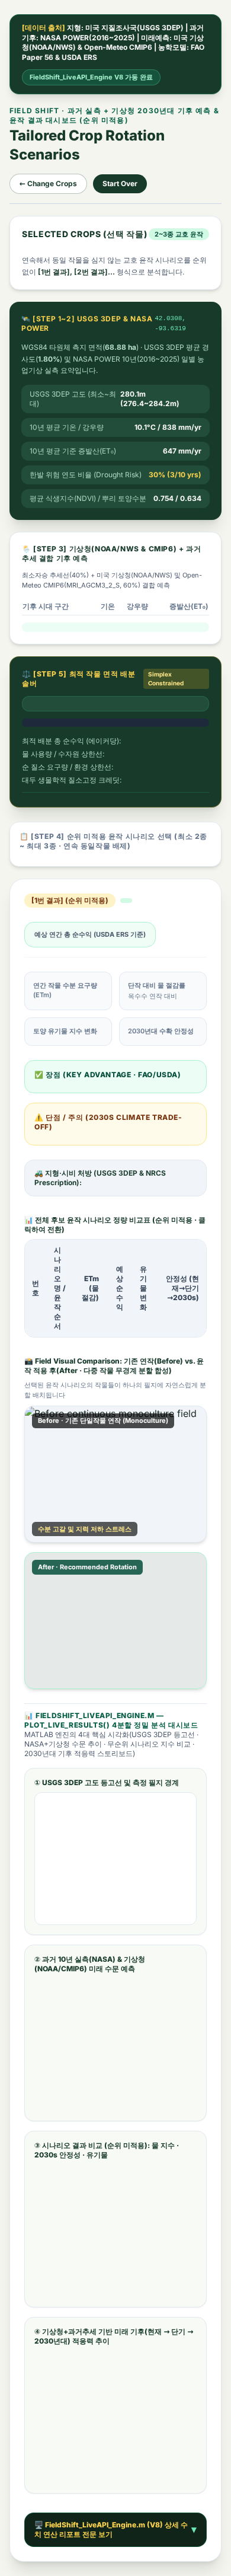 [데이터 출처] 지형: 미국 지질조사국(USGS 3DEP) | 과거
기후: NASA POWER(2016~2025) | 미래예측: 미국 기상
청(NOAA/NWS) & Open-Meteo CMIP6 | 농학모델: FAO
Paper 56 & USDA ERS
FieldShift_LiveAPI_Engine V8 가동 완료
FIELD SHIFT · 과거 실측 + 기상청 2030년대 기후 예측 &
윤작 결과 대시보드 (순위 미적용)
Tailored Crop Rotation
Scenarios
← Change Crops
Start Over
SELECTED CROPS (선택 작물)
2~3종 교호 윤작
연속해서 동일 작물을 심지 않는 교호 윤작 시나리오를 순위
없이 [1번 결과], [2번 결과]... 형식으로 분석합니다.
🛰️ [STEP 1~2] USGS 3DEP & NASA
POWER
42.0308,
-93.6319
WGS84 타원체 측지 면적(68.88 ha) · USGS 3DEP 평균 경
사도(1.80%) 및 NASA POWER 10년(2016~2025) 일별 농
업기상 실측 요약입니다.
USGS 3DEP 고도 (최소~최
대)
280.1m
(276.4~284.2m)
10년 평균 기온 / 강우량
10.1°C / 838 mm/yr
10년 평균 기준 증발산(ET₀)
647 mm/yr
한발 위험 연도 비율 (Drought Risk)
30% (3/10 yrs)
평균 식생지수(NDVI) / 뿌리 토양수분
0.754 / 0.634
🌦️ [STEP 3] 기상청(NOAA/NWS & CMIP6) + 과거
추세 결합 기후 예측
최소자승 추세선(40%) + 미국 기상청(NOAA/NWS) 및 Open-
Meteo CMIP6(MRI_AGCM3_2_S, 60%) 결합 예측
기후 시대 구간
기온
강우량
증발산(ET₀)
⚖️ [STEP 5] 최적 작물 면적 배분
솔버
Simplex
Constrained
최적 배분 총 순수익 (에이커당):
물 사용량 / 수자원 상한선:
순 질소 요구량 / 환경 상한선:
대두 생물학적 질소고정 크레딧:
📋 [STEP 4] 순위 미적용 윤작 시나리오 선택 (최소 2종
~ 최대 3종 · 연속 동일작물 배제)
[1번 결과] (순위 미적용)
예상 연간 총 순수익 (USDA ERS 기준)
연간 작물 수분 요구량
(ETm)
단작 대비 물 절감률
옥수수 연작 대비
토양 유기물 지수 변화
2030년대 수확 안정성
✅ 장점 (KEY ADVANTAGE · FAO/USDA)
⚠️ 단점 / 주의 (2030S CLIMATE TRADE-
OFF)
🚜 지형·시비 처방 (USGS 3DEP & NRCS
Prescription):
📊 전체 후보 윤작 시나리오 정량 비교표 (순위 미적용 · 클
릭하여 전환)
번
호
시
나
리
오
명 /
윤
작
순
서
ETm
(물
절감)
예
상
순
수
익
유
기
물
변
화
안정성 (현
재→단기
→2030s)
📸 Field Visual Comparison: 기존 연작(Before) vs. 윤
작 적용 후(After · 다중 작물 무경계 분할 합성)
선택된 윤작 시나리오의 작물들이 하나의 필지에 자연스럽게 분
할 배치됩니다
Before continuous monoculture field
Before · 기존 단일작물 연작 (Monoculture)
수분 고갈 및 지력 저하 스트레스
After · Recommended Rotation
📊 FIELDSHIFT_LIVEAPI_ENGINE.M —
PLOT_LIVE_RESULTS() 4분할 정밀 분석 대시보드
MATLAB 엔진의 4대 핵심 시각화(USGS 3DEP 등고선 ·
NASA+기상청 수문 추이 · 무순위 시나리오 지수 비교 ·
2030년대 기후 적응력 스토리보드)
① USGS 3DEP 고도 등고선 및 측정 필지 경계
② 과거 10년 실측(NASA) & 기상청
(NOAA/CMIP6) 미래 수문 예측
③ 시나리오 결과 비교 (순위 미적용): 물 지수 ·
2030s 안정성 · 유기물
④ 기상청+과거추세 기반 미래 기후(현재 → 단기 →
2030년대) 적응력 추이
🖥️ FieldShift_LiveAPI_Engine.m (V8) 상세 수
치 연산 리포트 전문 보기
▼